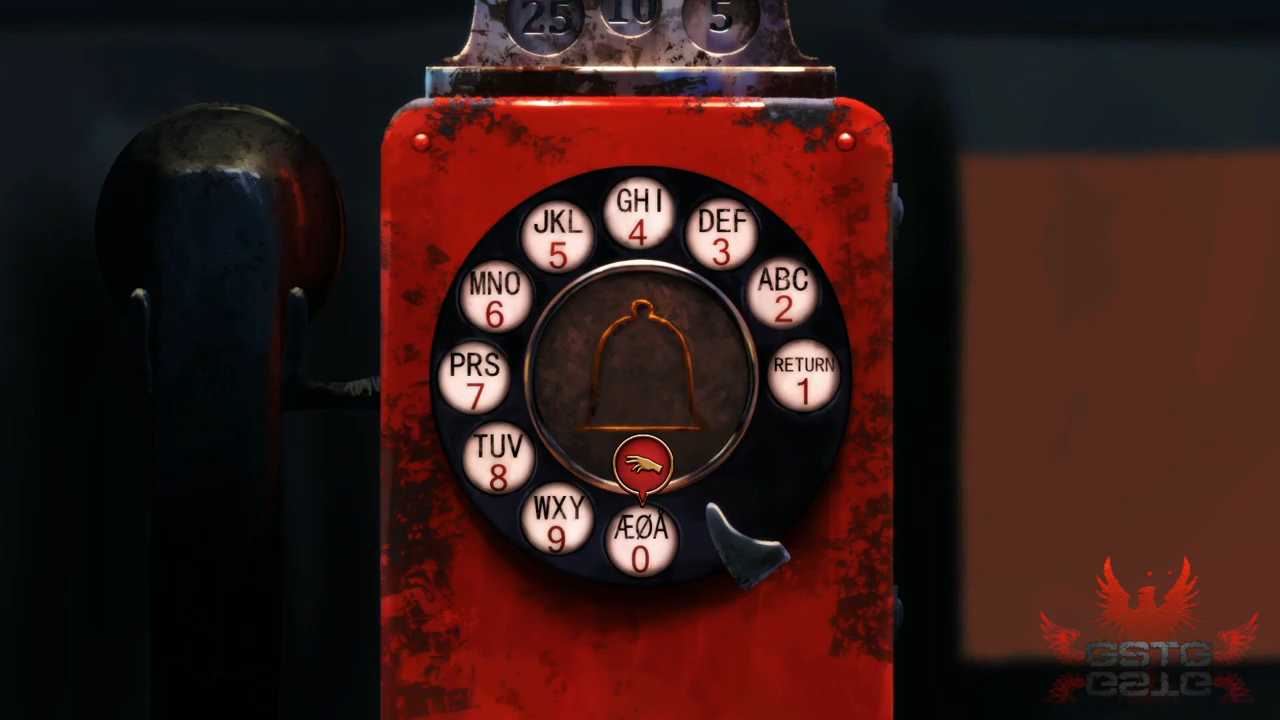 25 10 5
GHI
4
JKL
5
DEF
3
MNO
6
ABC
2
PRS
7
RETURN
1
TUV
8
WXY
9
ÆØÅ
0
GSTG